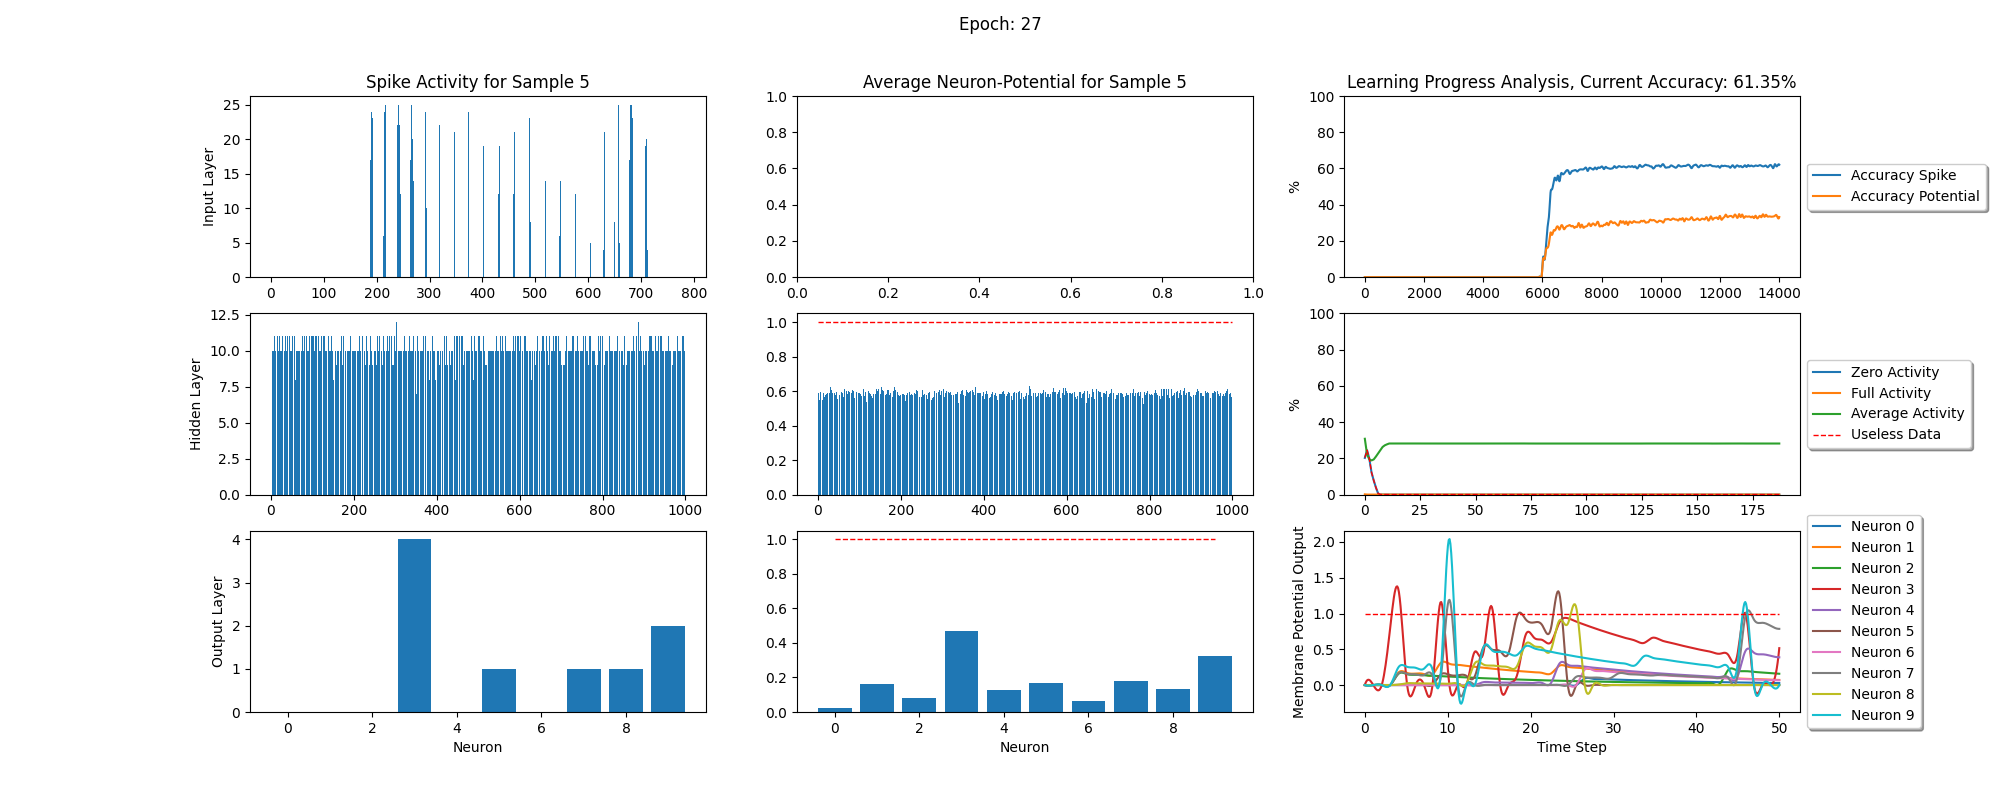 Epoch: 27
Spike Activity for Sample 5
Average Neuron-Potential for Sample 5
Learning Progress Analysis, Current Accuracy: 61.35%
Input Layer
25
20
15
10
5
0
0 100 200 300 400 500 600 700 800
1.0
0.8
0.6
0.4
0.2
0.0
0.0 0.2 0.4 0.6 0.8 1.0
%
100
80
60
40
20
0
0 2000 4000 6000 8000 10000 12000 14000
Accuracy Spike
Accuracy Potential
Hidden Layer
12.5
10.0
7.5
5.0
2.5
0.0
0 200 400 600 800 1000
1.0
0.8
0.6
0.4
0.2
0.0
0 200 400 600 800 1000
%
100
80
60
40
20
0
0 25 50 75 100 125 150 175
Zero Activity
Full Activity
Average Activity
Useless Data
Output Layer
4
3
2
1
0
0 2 4 6 8
Neuron
1.0
0.8
0.6
0.4
0.2
0.0
0 2 4 6 8
Neuron
Membrane Potential Output
2.0
1.5
1.0
0.5
0.0
0 10 20 30 40 50
Time Step
Neuron 0
Neuron 1
Neuron 2
Neuron 3
Neuron 4
Neuron 5
Neuron 6
Neuron 7
Neuron 8
Neuron 9